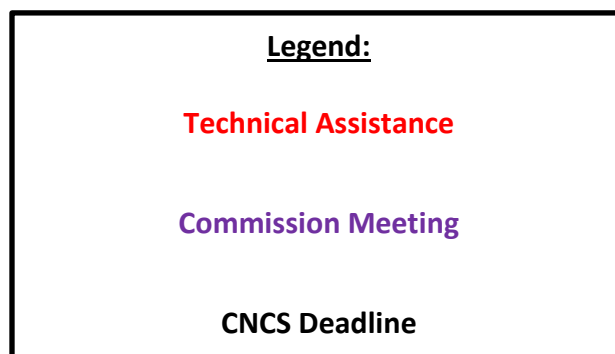 Legend:
Technical Assistance
Commission Meeting
CNCS Deadline